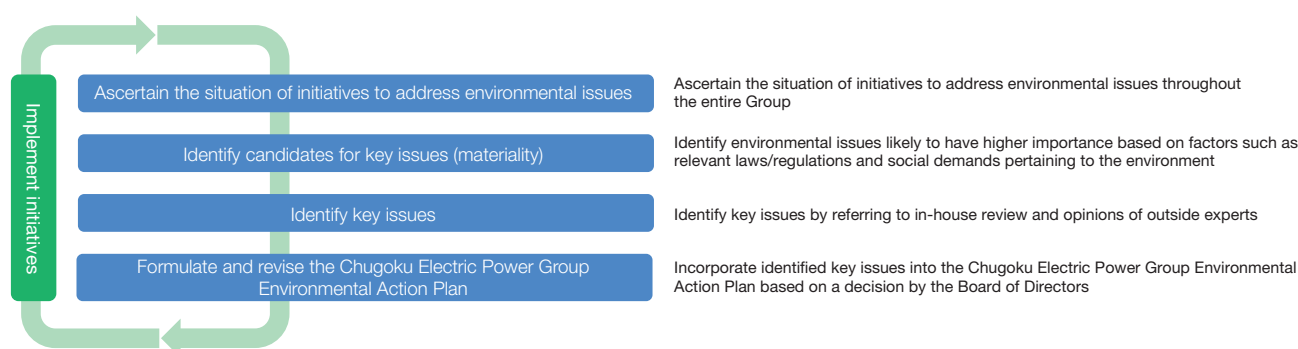 Implement initiatives
Ascertain the situation of initiatives to address environmental issues
Ascertain the situation of initiatives to address environmental issues throughout
the entire Group
Identify candidates for key issues (materiality)
Identify environmental issues likely to have higher importance based on factors such as
relevant laws/regulations and social demands pertaining to the environment
Identify key issues
Identify key issues by referring to in-house review and opinions of outside experts
Formulate and revise the Chugoku Electric Power Group
Environmental Action Plan
Incorporate identified key issues into the Chugoku Electric Power Group Environmental
Action Plan based on a decision by the Board of Directors